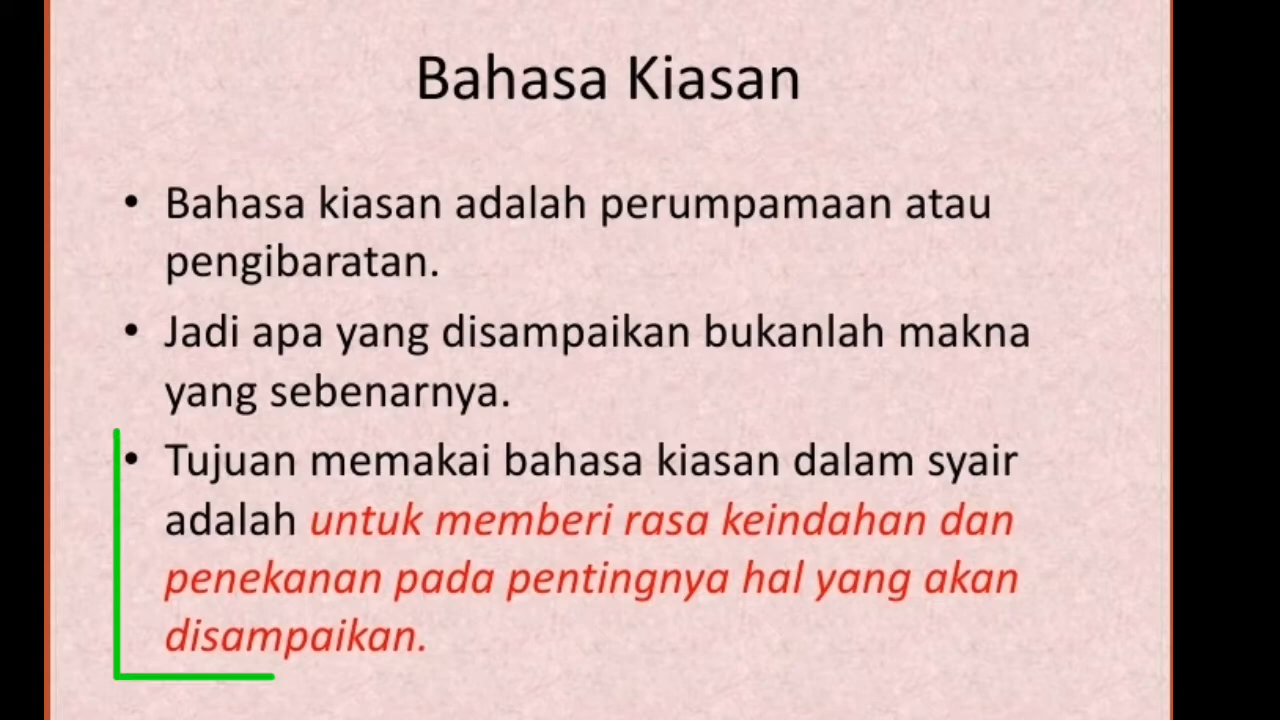 Bahasa Kiasan
• Bahasa kiasan adalah perumpamaan atau
pengibaratan.
• Jadi apa yang disampaikan bukanlah makna
yang sebenarnya.
• Tujuan memakai bahasa kiasan dalam syair
adalah untuk memberi rasa keindahan dan
penekanan pada pentingnya hal yang akan
disampaikan.